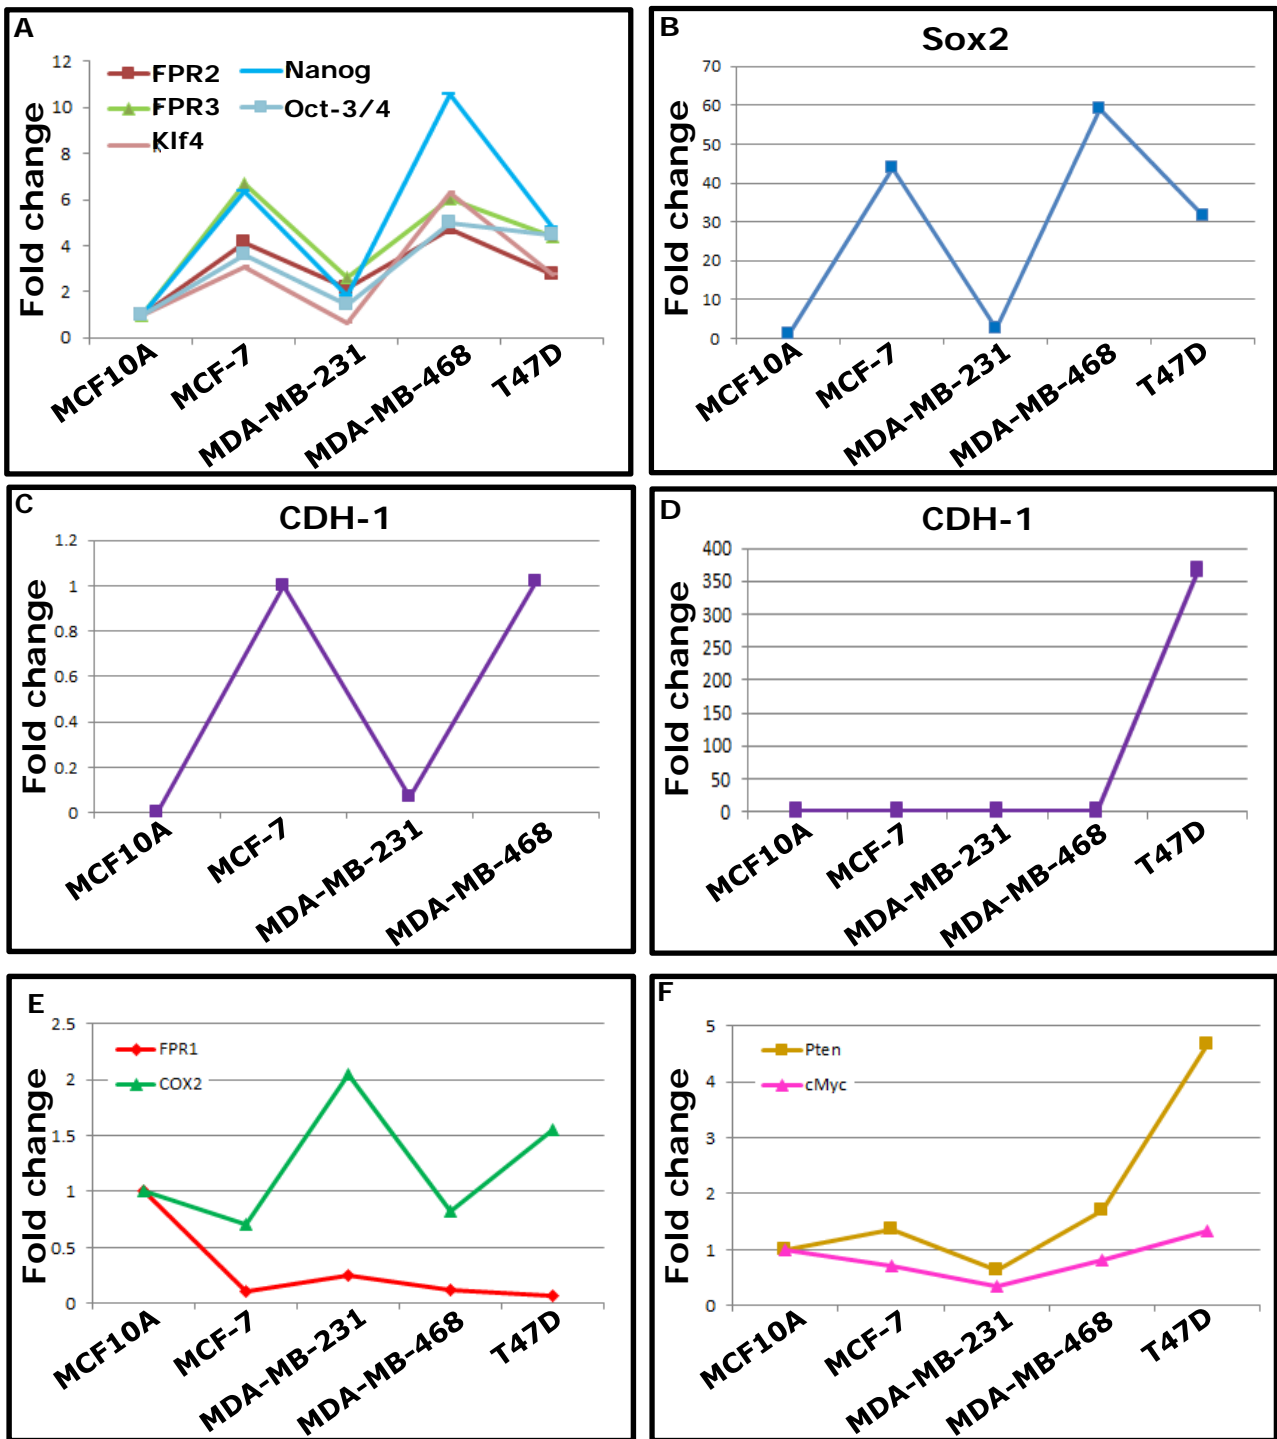 A
12
10
8
6
4
2
0
Fold change
FPR2
Nanog
FPR3
Oct-3/4
Klf4
MCF10A
MCF-7
MDA-MB-231
MDA-MB-468
T47D
B
Sox2
70
60
50
40
30
20
10
0
Fold change
MCF10A
MCF-7
MDA-MB-231
MDA-MB-468
T47D
C
CDH-1
1.2
1
0.8
0.6
0.4
0.2
0
Fold change
MCF10A
MCF-7
MDA-MB-231
MDA-MB-468
D
CDH-1
400
350
300
250
200
150
100
50
0
Fold change
MCF10A
MCF-7
MDA-MB-231
MDA-MB-468
T47D
E
2.5
2
1.5
1
0.5
0
Fold change
FPR1
COX2
MCF10A
MCF-7
MDA-MB-231
MDA-MB-468
T47D
F
5
4
3
2
1
0
Fold change
Pten
cMyc
MCF10A
MCF-7
MDA-MB-231
MDA-MB-468
T47D